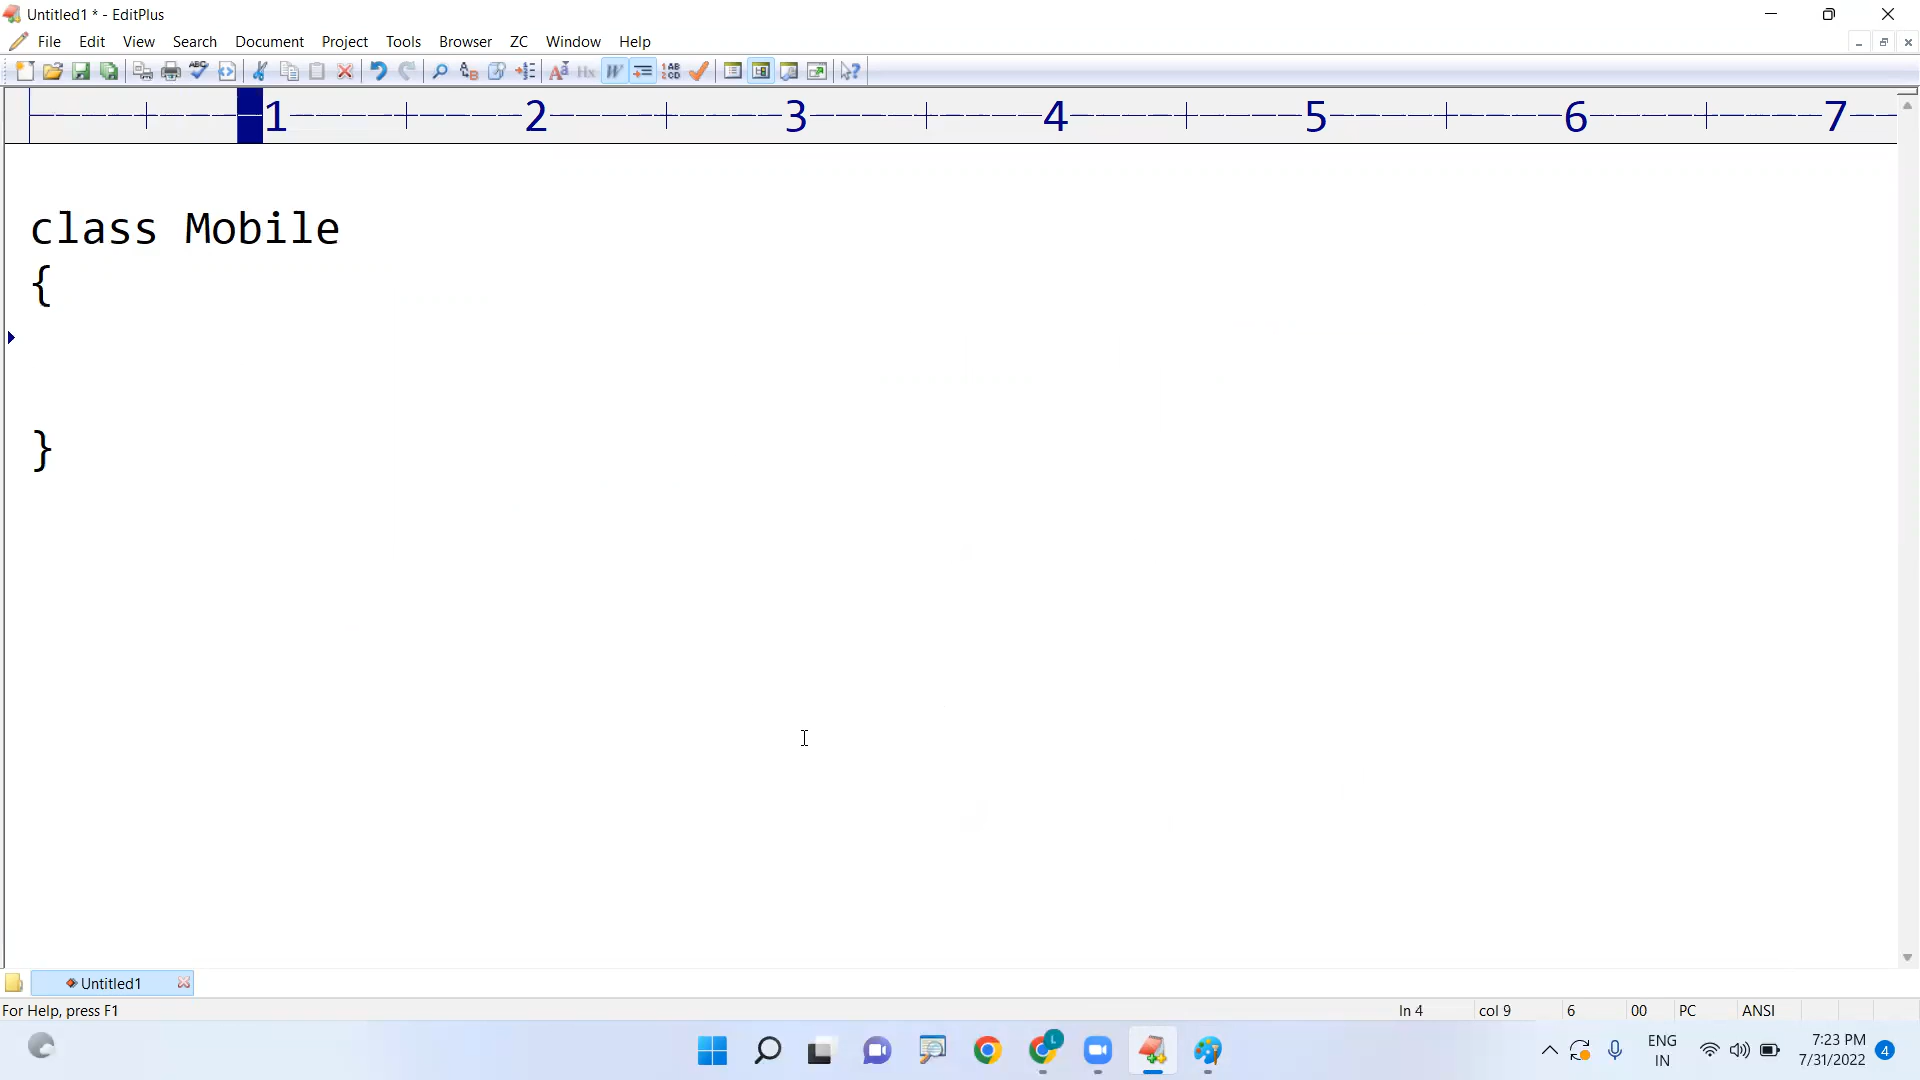 Untitled1 * - EditPlus
File Edit View Search Document Project Tools Browser ZC Window Help
1 2 3 4 5 6 7
class Mobile
{
}
Untitled1
For Help, press F1 ln 4 col 9 6 00 PC ANSI
ENG
IN
7:23 PM
7/31/2022
4